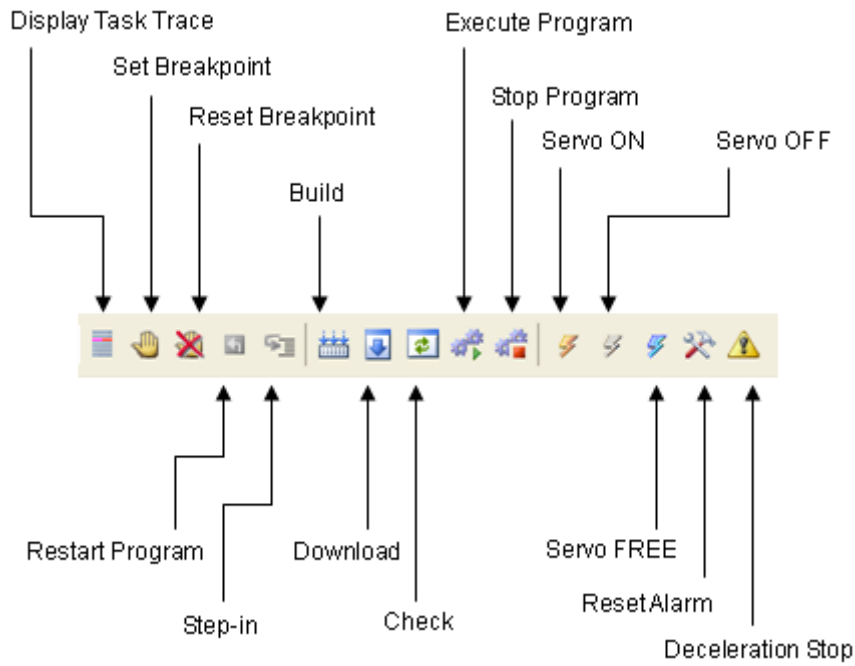 Display Task Trace
Execute Program
Set Breakpoint
Stop Program
Reset Breakpoint
Servo ON
Servo OFF
Build
Restart Program
Download
Servo FREE
Step-in
Check
Reset Alarm
Deceleration Stop